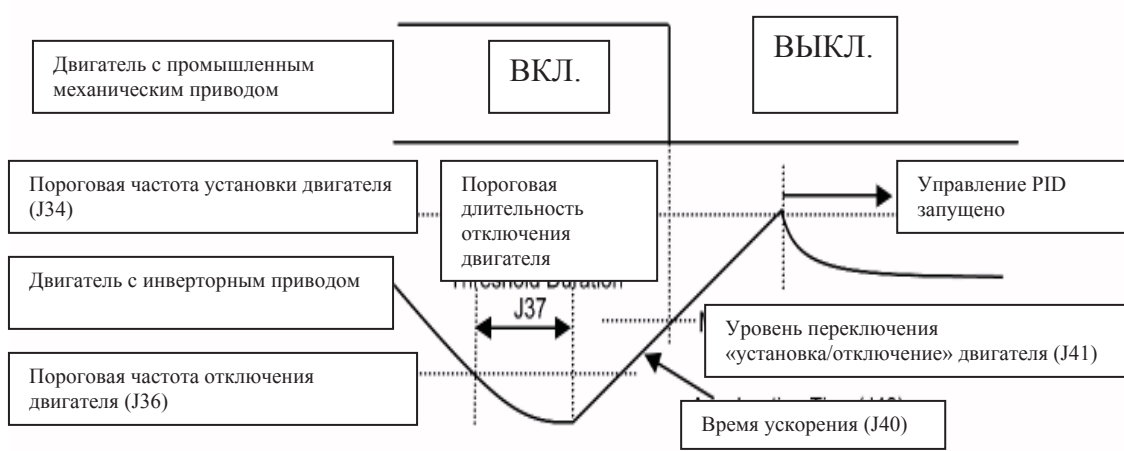 Двигатель с промышленным
механическим приводом
ВКЛ.
ВЫКЛ.
Пороговая частота установки двигателя
(J34)
Пороговая
длительность
отключения
двигателя
Управление PID
запущено
Двигатель с инверторным приводом
Threshold Duration
J37
Уровень переключения
«установка/отключение» двигателя (J41)
Пороговая частота отключения
двигателя (J36)
Время ускорения (J40)